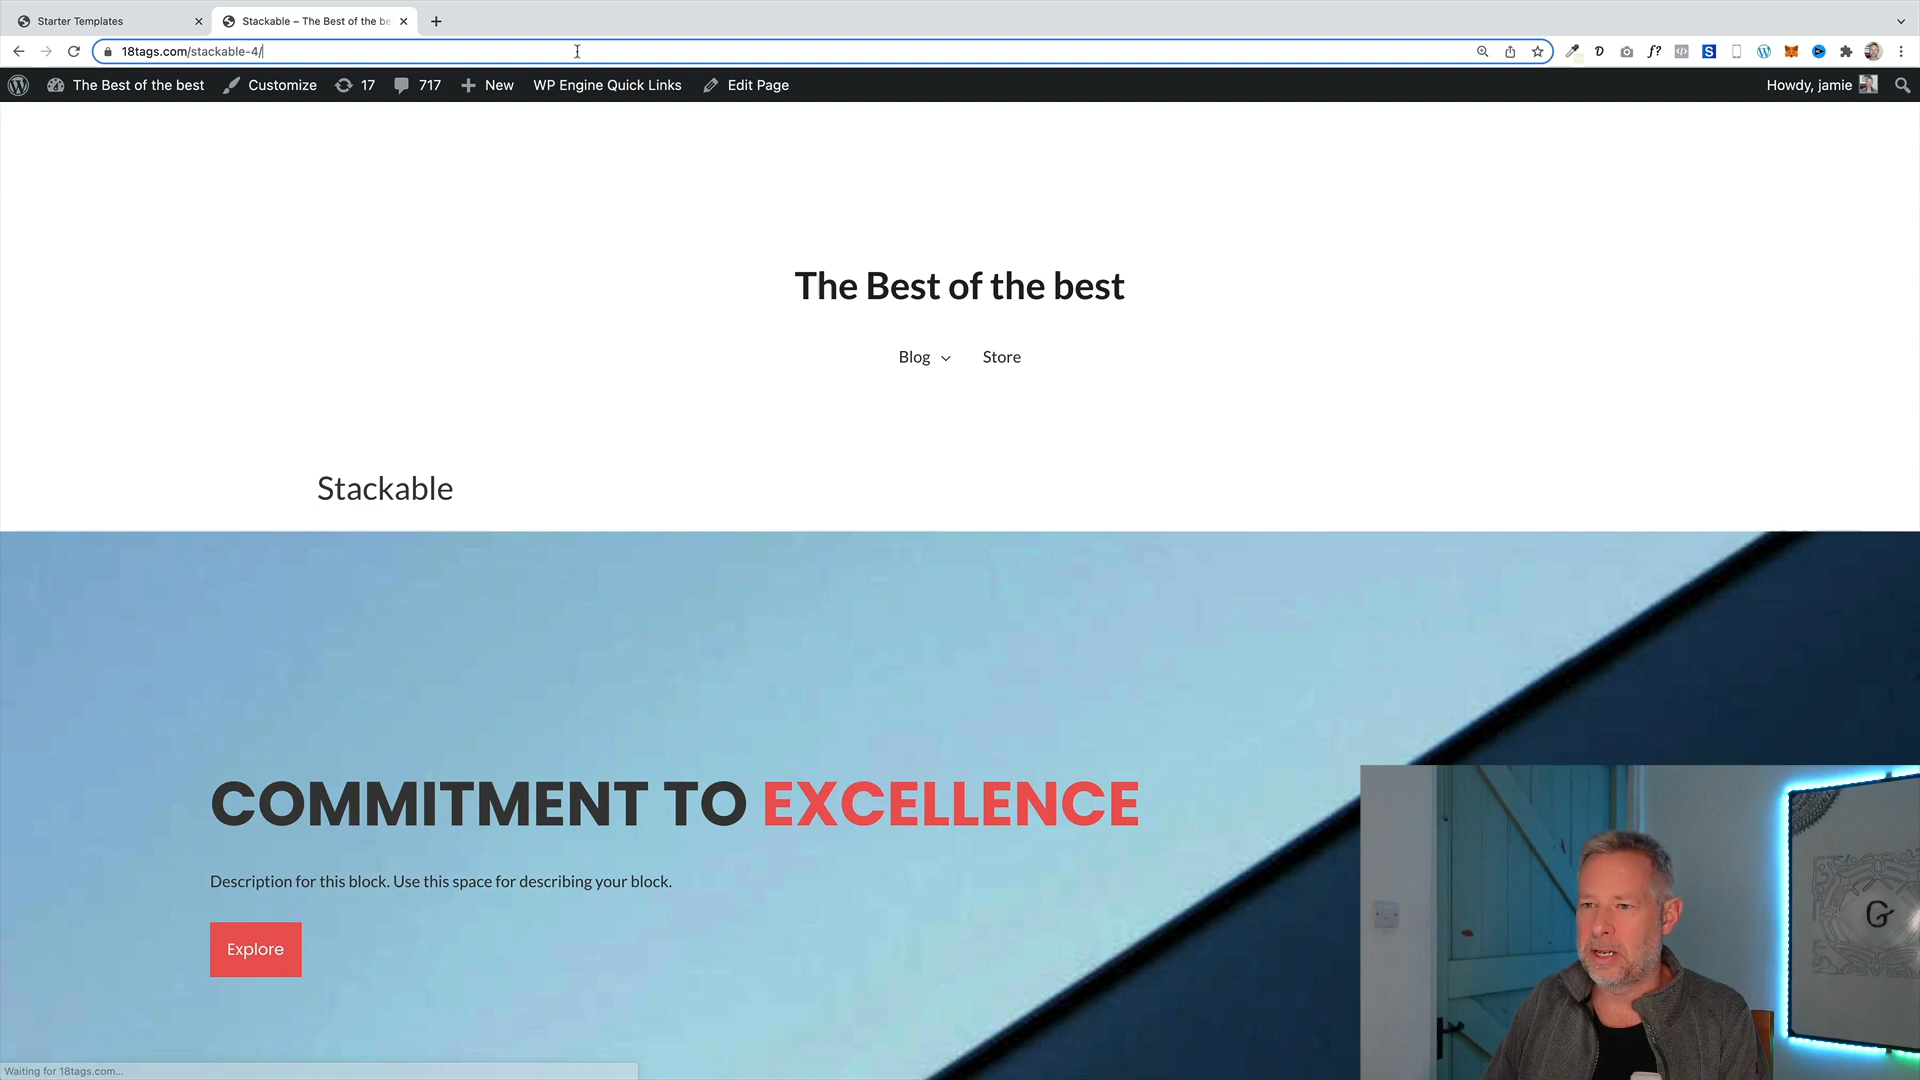 Starter Templates
Stackable – The Best of the be
18tags.com/stackable-4/
The Best of the best
Customize
17
717
New
WP Engine Quick Links
Edit Page
Howdy, jamie
The Best of the best
Blog
Store
Stackable
COMMITMENT TO EXCELLENCE
Description for this block. Use this space for describing your block.
Explore
G
Waiting for 18tags.com...